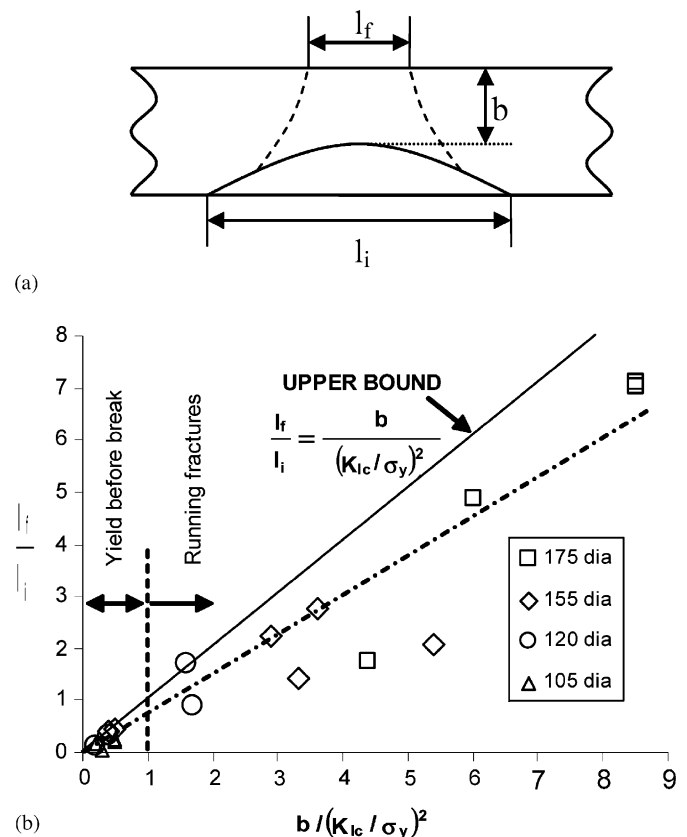 l_f
b
l_i
(a)
8
7
6
5
4
3
2
1
0
Yield before break
Running fractures
UPPER BOUND
l_f / l_i = b / (K_Ic / σ_y)^2
175 dia
155 dia
120 dia
105 dia
0 1 2 3 4 5 6 7 8 9
b / (K_Ic / σ_y)^2
(b)